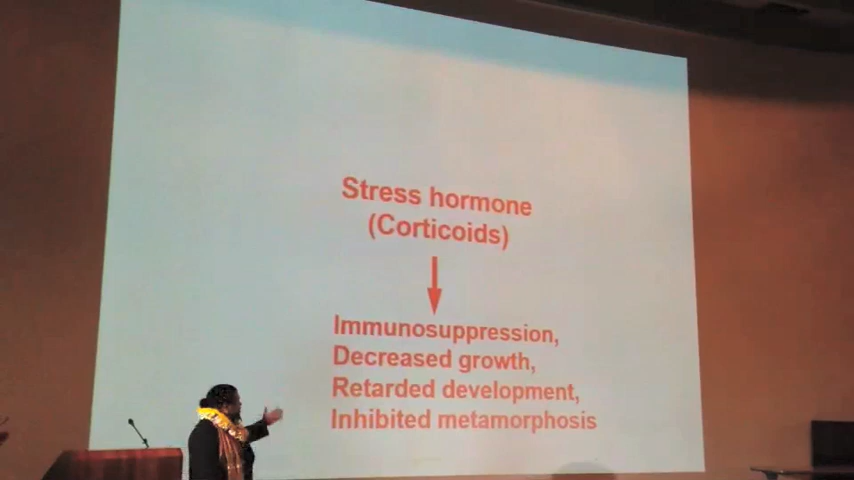 Stress hormone
(Corticoids)
Immunosuppression,
Decreased growth,
Retarded development,
Inhibited metamorphosis